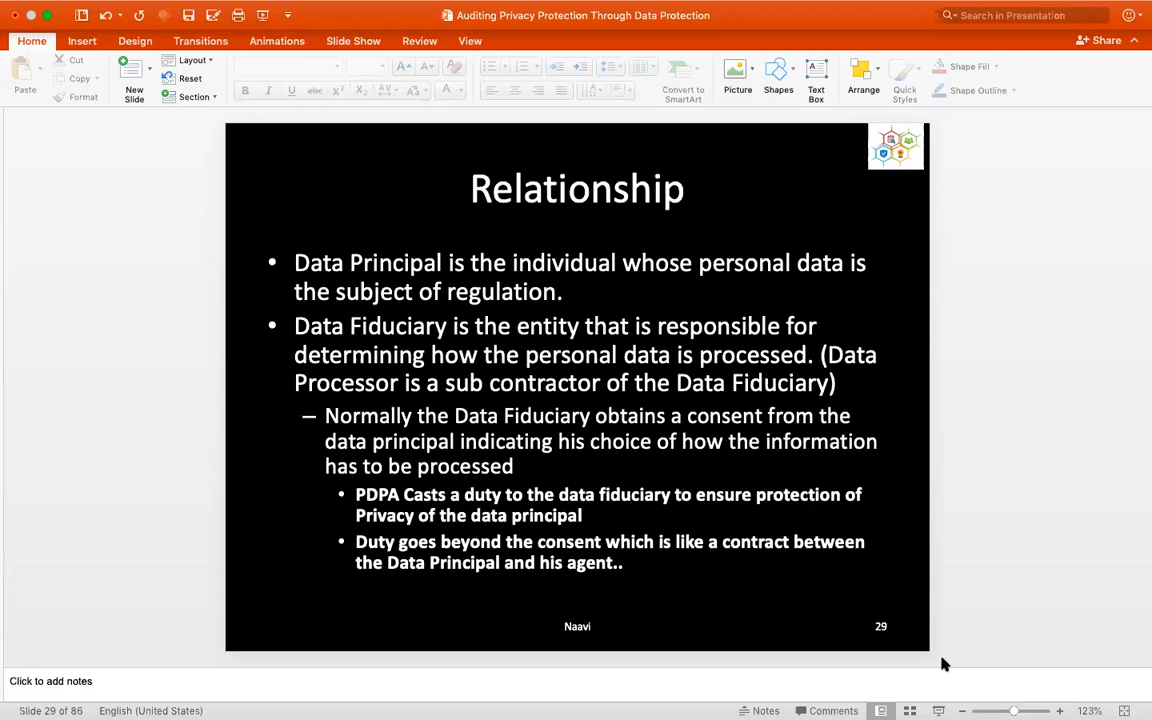 Auditing Privacy Protection Through Data Protection
Search in Presentation
Home Insert Design Transitions Animations Slide Show Review View
Share
Paste
Cut
Copy
Format
New Slide
Layout
Reset
Section
B I U abc X² X₂ AV Aa A
Convert to SmartArt
Picture
Shapes
Text Box
Arrange
Quick Styles
Shape Fill
Shape Outline
Relationship
• Data Principal is the individual whose personal data is
the subject of regulation.
• Data Fiduciary is the entity that is responsible for
determining how the personal data is processed. (Data
Processor is a sub contractor of the Data Fiduciary)
– Normally the Data Fiduciary obtains a consent from the
data principal indicating his choice of how the information
has to be processed
• PDPA Casts a duty to the data fiduciary to ensure protection of
Privacy of the data principal
• Duty goes beyond the consent which is like a contract between
the Data Principal and his agent..
Naavi
29
Click to add notes
Slide 29 of 86 English (United States)
Notes Comments 123%